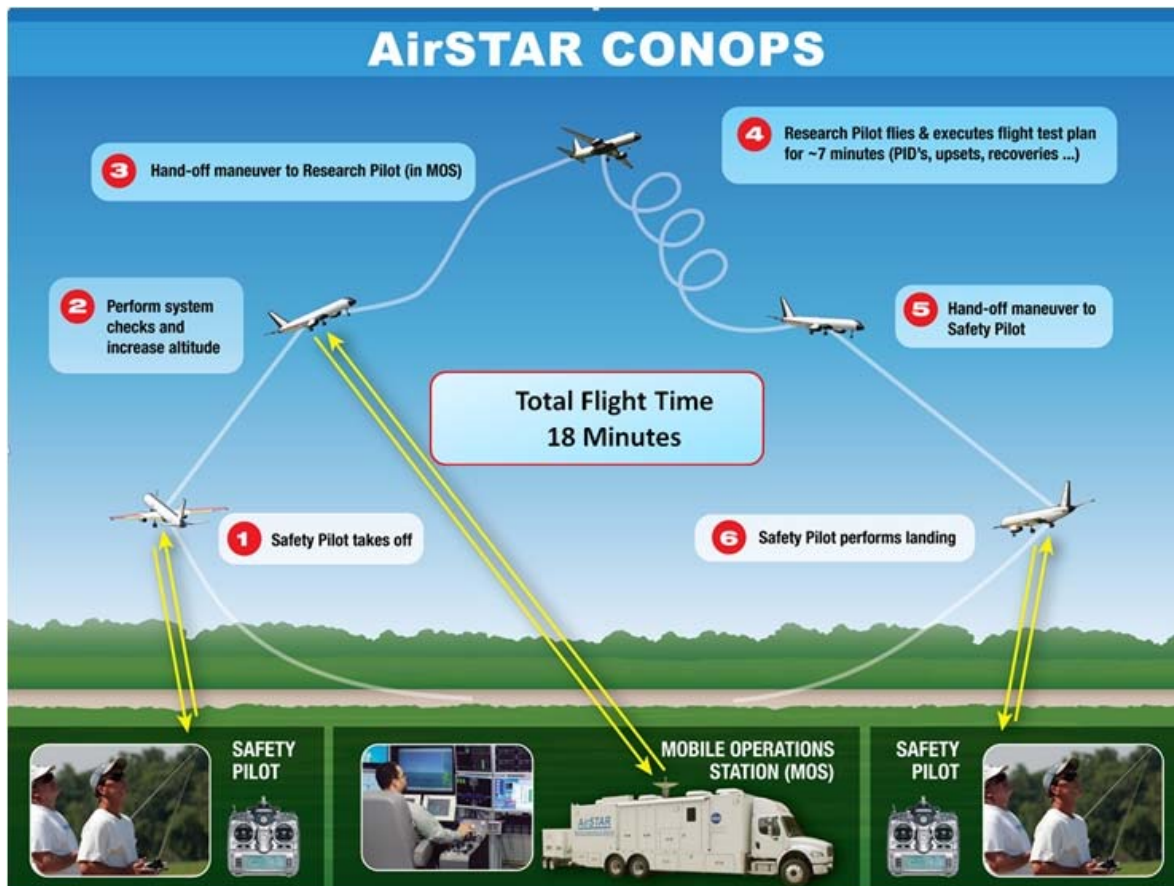 AirSTAR CONOPS
3 Hand-off maneuver to Research Pilot (in MOS)
4 Research Pilot flies & executes flight test plan
for ~7 minutes (PID's, upsets, recoveries ...)
2 Perform system
checks and
increase altitude
5 Hand-off maneuver to
Safety Pilot
Total Flight Time
18 Minutes
1 Safety Pilot takes off
6 Safety Pilot performs landing
SAFETY
PILOT
MOBILE OPERATIONS
STATION (MOS)
AirSTAR
SAFETY
PILOT